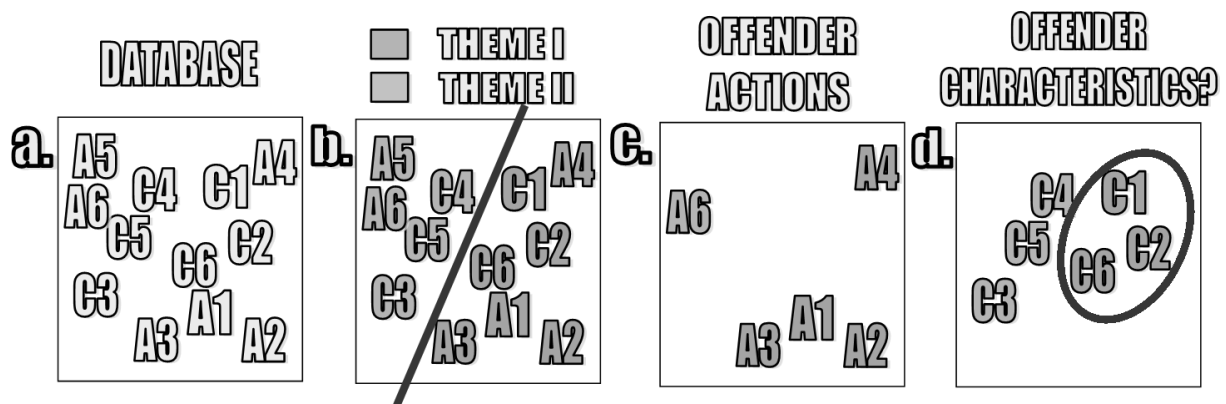 DATABASE
THEME I
THEME II
OFFENDER
ACTIONS
OFFENDER
CHARACTERISTICS?
a.
A5
C4
C1
A4
A6
C5
C2
C6
C3
A1
A3
A2
b.
A5
C4
C1
A4
A6
C5
C2
C6
C3
A1
A3
A2
c.
A4
A6
A1
A3
A2
d.
C4
C1
C5
C2
C6
C3